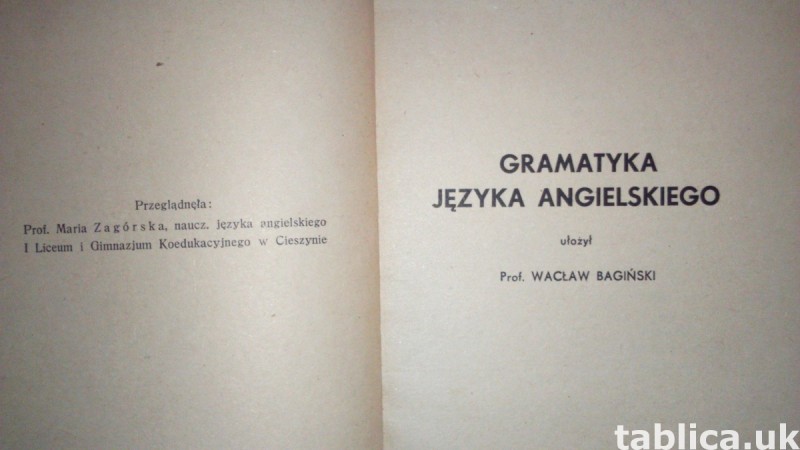 Przeglądnęła:
Prof. Maria Zagórska, naucz. języka angielskiego
I Liceum i Gimnazjum Koedukacyjnego w Cieszynie
GRAMATYKA
JĘZYKA ANGIELSKIEGO
ułożył
Prof. WACŁAW BAGIŃSKI
tablica.uk